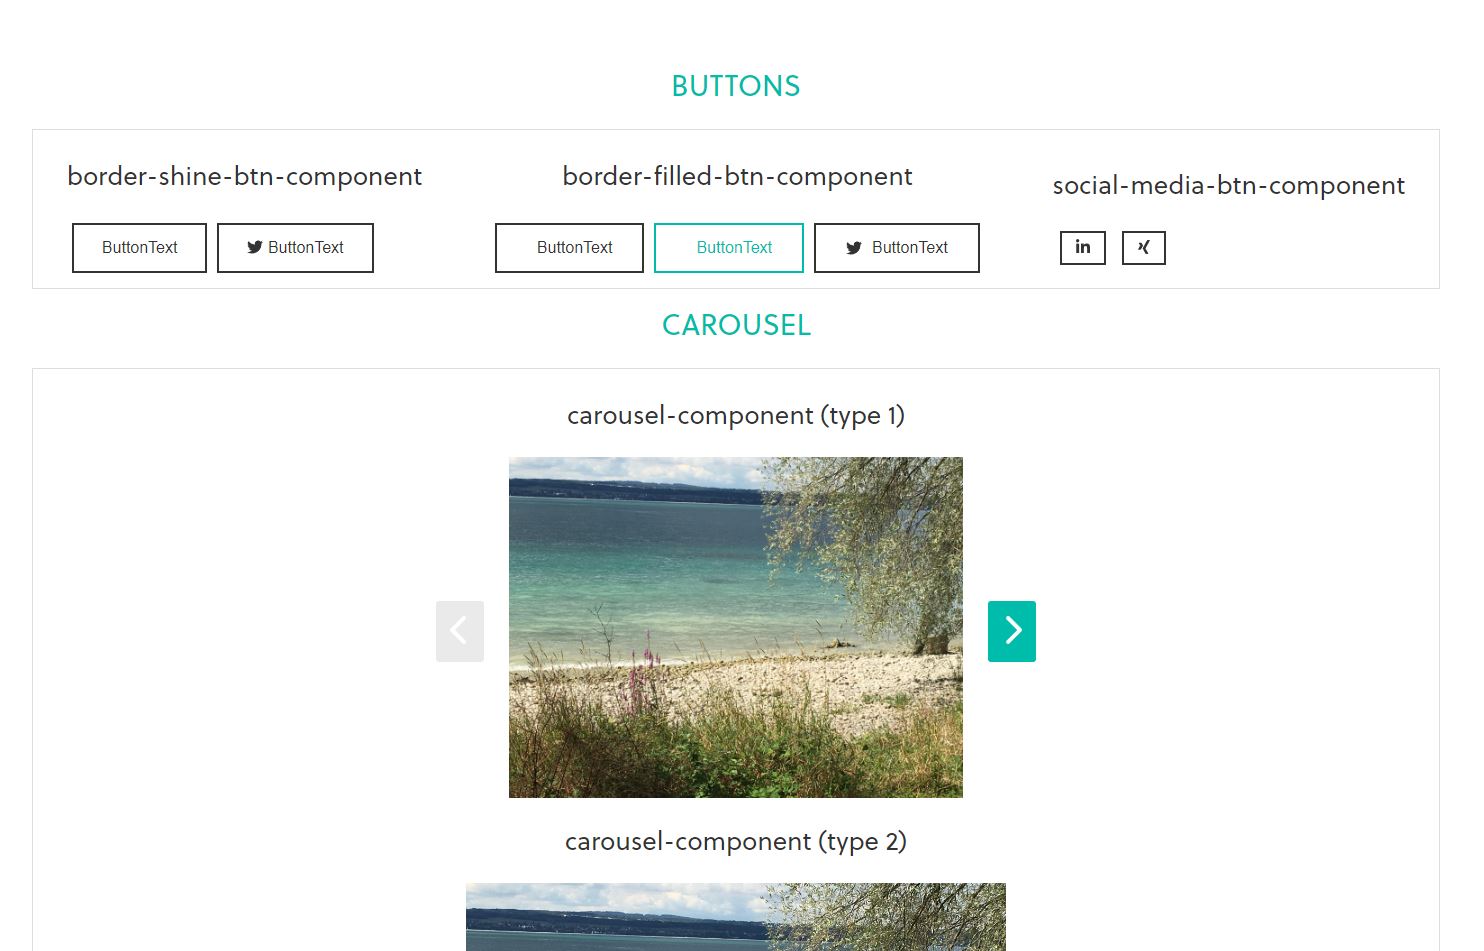 BUTTONS
border-shine-btn-component
border-filled-btn-component
social-media-btn-component
ButtonText
ButtonText
ButtonText
ButtonText
ButtonText
in
CAROUSEL
carousel-component (type 1)
carousel-component (type 2)